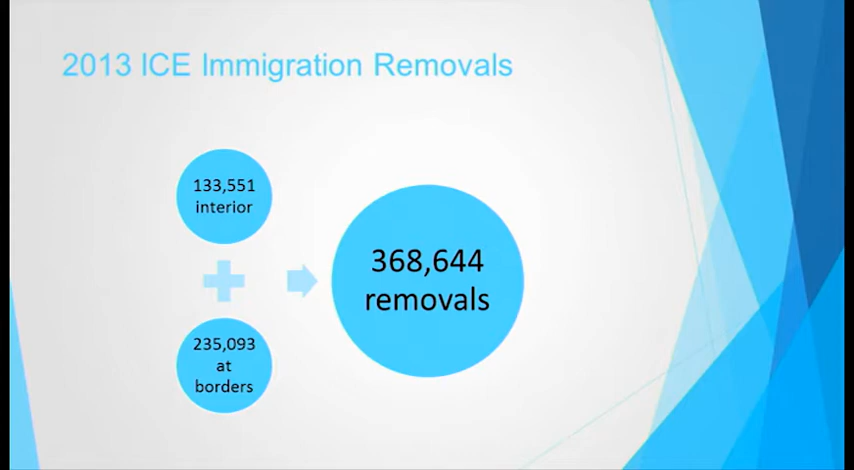 2013 ICE Immigration Removals
133,551
interior
368,644
removals
235,093
at
borders